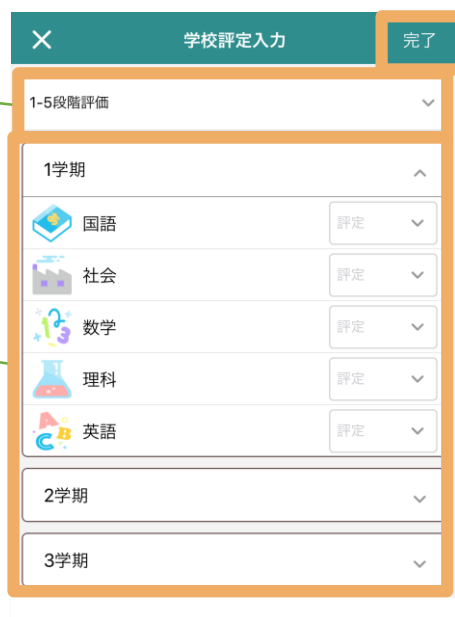 学校評定入力
完了
1-5段階評価
1学期
国語
評定
社会
評定
数学
評定
理科
評定
英語
評定
2学期
3学期